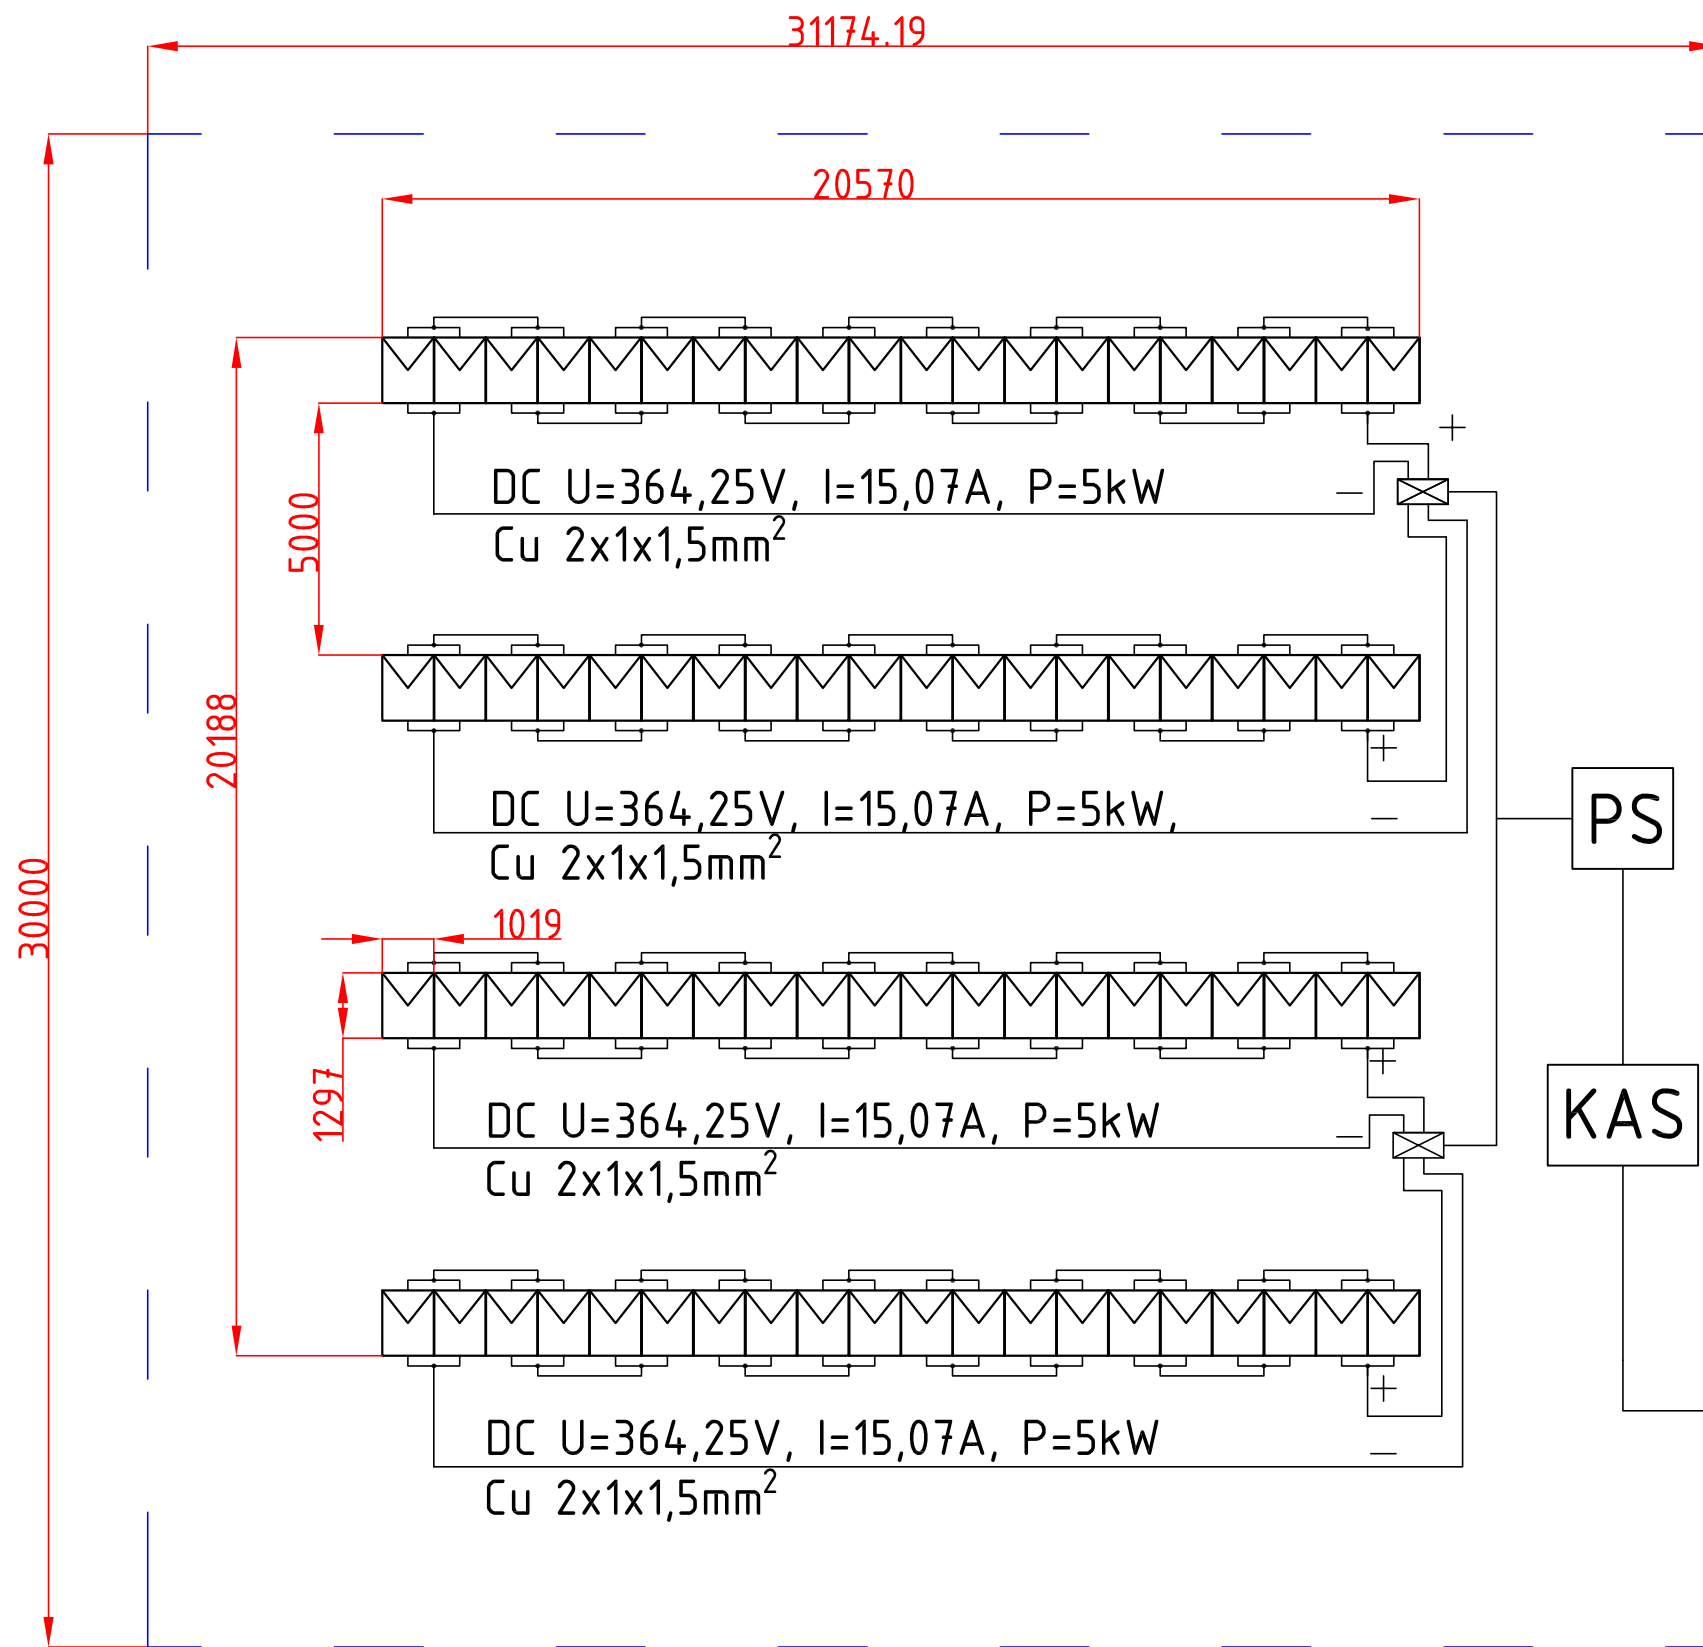 31174.19
20570
+
DC U=364,25V, I=15,07A, P=5kW
−
Cu 2x1x1,5mm²
5000
20188
+
DC U=364,25V, I=15,07A, P=5kW,
−
Cu 2x1x1,5mm²
PS
30000
1019
1297
+
DC U=364,25V, I=15,07A, P=5kW
−
KAS
Cu 2x1x1,5mm²
+
DC U=364,25V, I=15,07A, P=5kW
−
Cu 2x1x1,5mm²